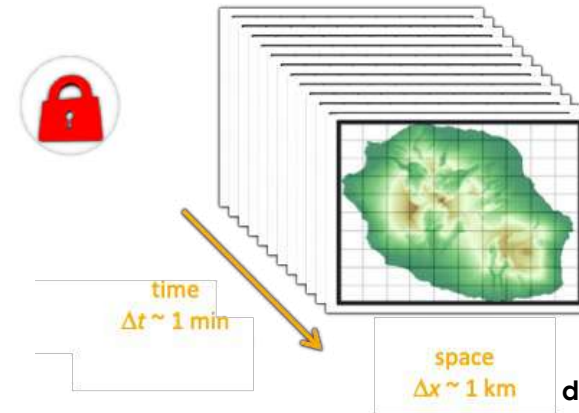 time
Δt ~ 1 min
space
Δx ~ 1 km
d